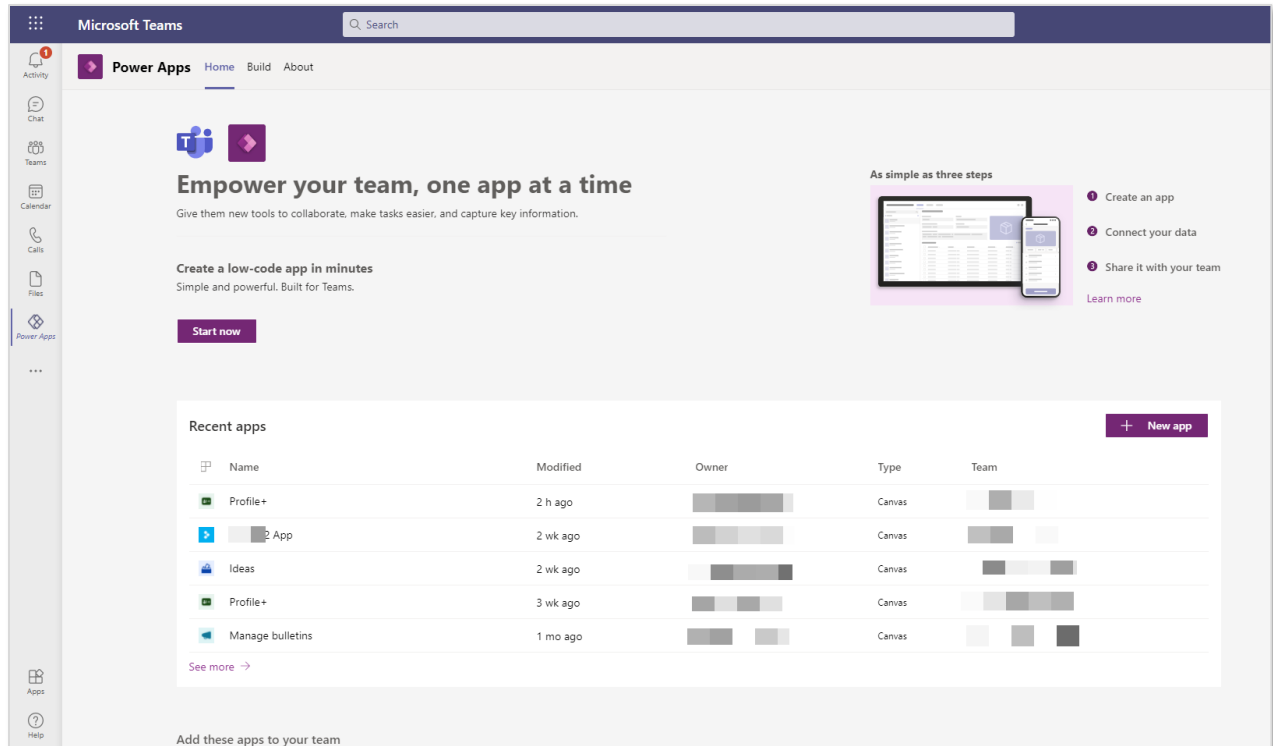 Microsoft Teams
Search
1
Activity
Chat
Teams
Calendar
Calls
Files
Power Apps
Apps
Help
Power Apps Home Build About
Empower your team, one app at a time
Give them new tools to collaborate, make tasks easier, and capture key information.
Create a low-code app in minutes
Simple and powerful. Built for Teams.
Start now
As simple as three steps
1 Create an app
2 Connect your data
3 Share it with your team
Learn more
Recent apps
+ New app
Name Modified Owner Type Team
Profile+ 2 h ago Canvas
2 App 2 wk ago Canvas
Ideas 2 wk ago Canvas
Profile+ 3 wk ago Canvas
Manage bulletins 1 mo ago Canvas
See more →
Add these apps to your team